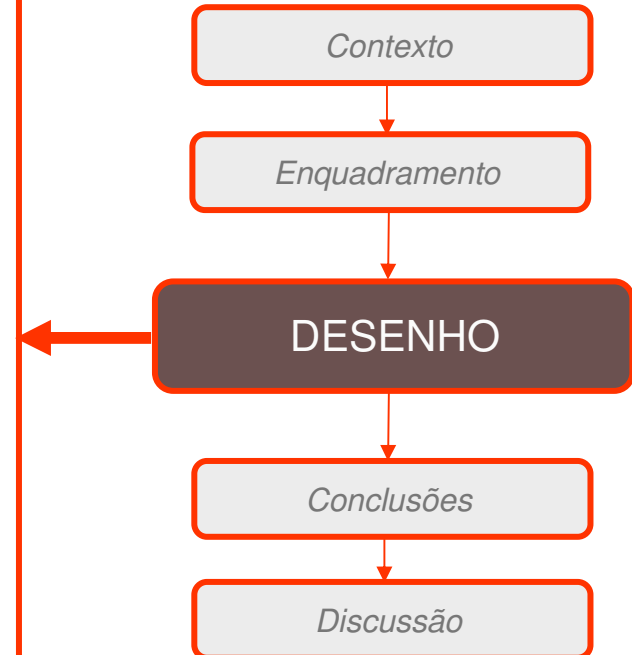 Contexto
Enquadramento
DESENHO
Conclusões
Discussão